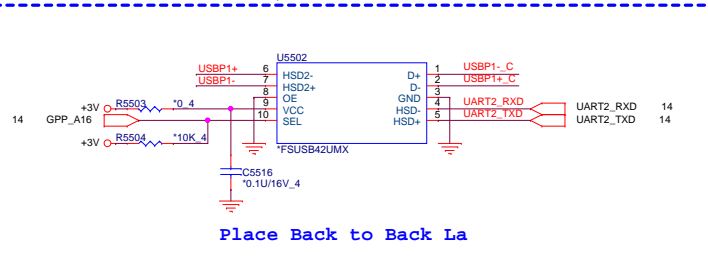 U5502
USBP1+ 6 HSD2- D+ 1 USBP1-_C
USBP1- 7 HSD2+ D- 2 USBP1+_C
8 OE GND 3
+3V R5503 *0_4 9 VCC HSD- 4 UART2_RXD UART2_RXD 14
14 GPP_A16 10 SEL HSD+ 5 UART2_TXD UART2_TXD 14
+3V R5504 *10K_4
*FSUSB42UMX
C5516
*0.1U/16V_4
Place Back to Back La